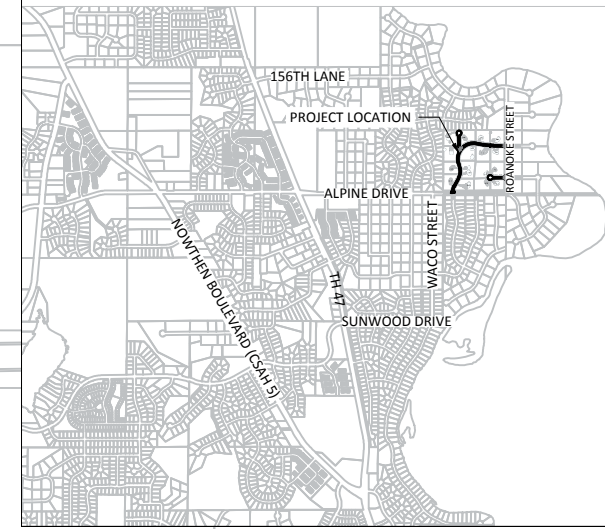 156TH LANE
PROJECT LOCATION
ROANOKE STREET
ALPINE DRIVE
WACO STREET
NOWTHEN BOULEVARD (CSAH 5)
TH 47
SUNWOOD DRIVE